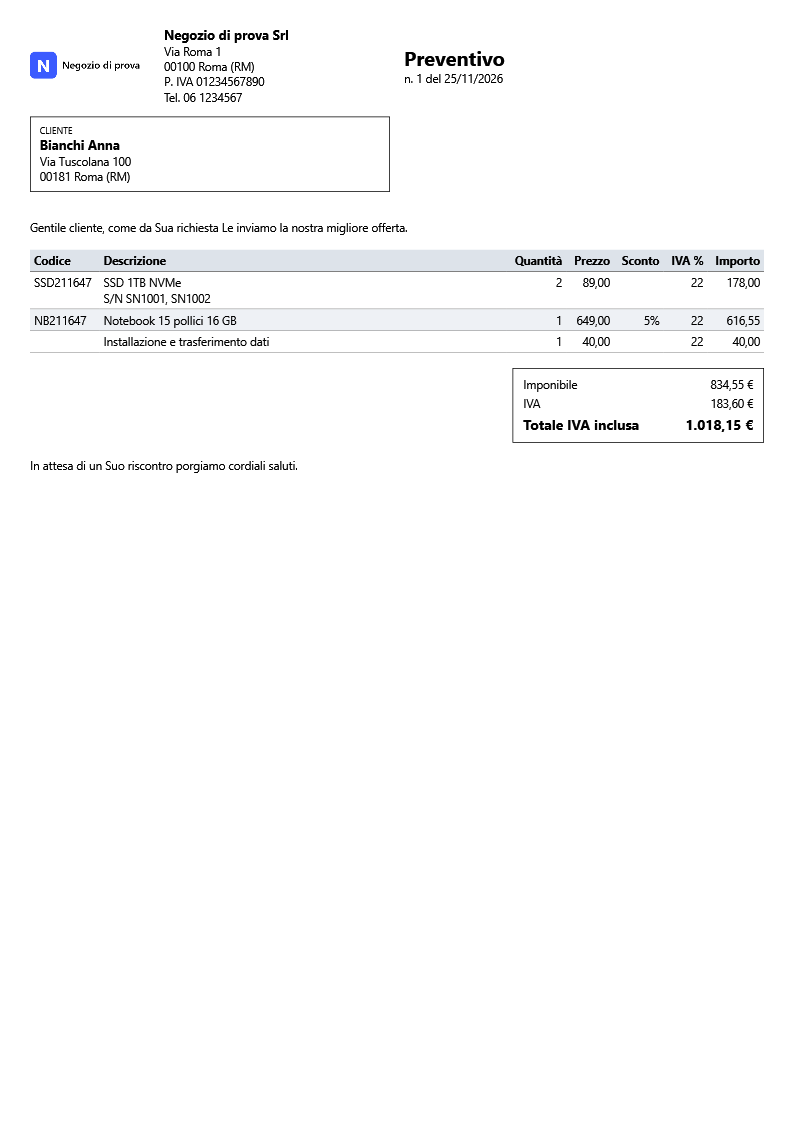 N Negozio di prova
Negozio di prova Srl
Via Roma 1
00100 Roma (RM)
P. IVA 01234567890
Tel. 06 1234567
Preventivo
n. 1 del 25/11/2026
CLIENTE
Bianchi Anna
Via Tuscolana 100
00181 Roma (RM)
Gentile cliente, come da Sua richiesta Le inviamo la nostra migliore offerta.
Codice Descrizione Quantità Prezzo Sconto IVA % Importo
SSD211647 SSD 1TB NVMe 2 89,00 22 178,00
S/N SN1001, SN1002
NB211647 Notebook 15 pollici 16 GB 1 649,00 5% 22 616,55
Installazione e trasferimento dati 1 40,00 22 40,00
Imponibile 834,55 €
IVA 183,60 €
Totale IVA inclusa 1.018,15 €
In attesa di un Suo riscontro porgiamo cordiali saluti.